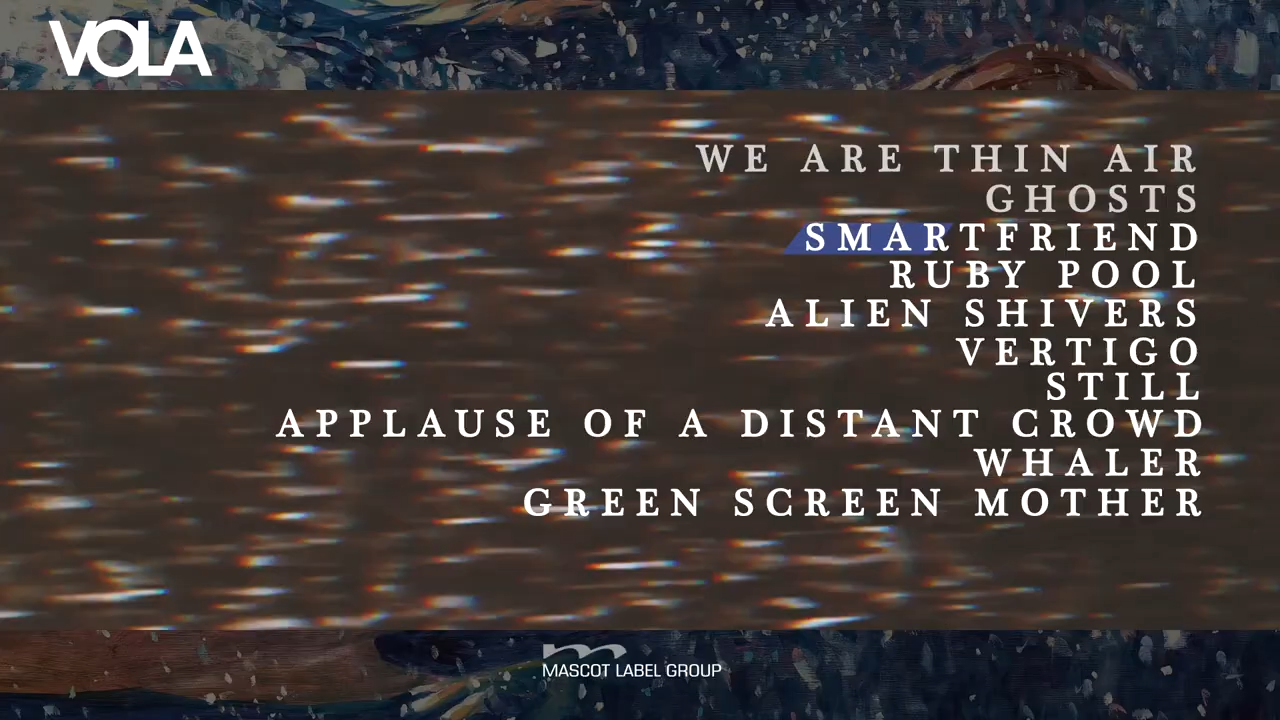 VOLA
WE ARE THIN AIR
GHOSTS
SMARTFRIEND
RUBY POOL
ALIEN SHIVERS
VERTIGO
STILL
APPLAUSE OF A DISTANT CROWD
WHALER
GREEN SCREEN MOTHER
MASCOT LABEL GROUP